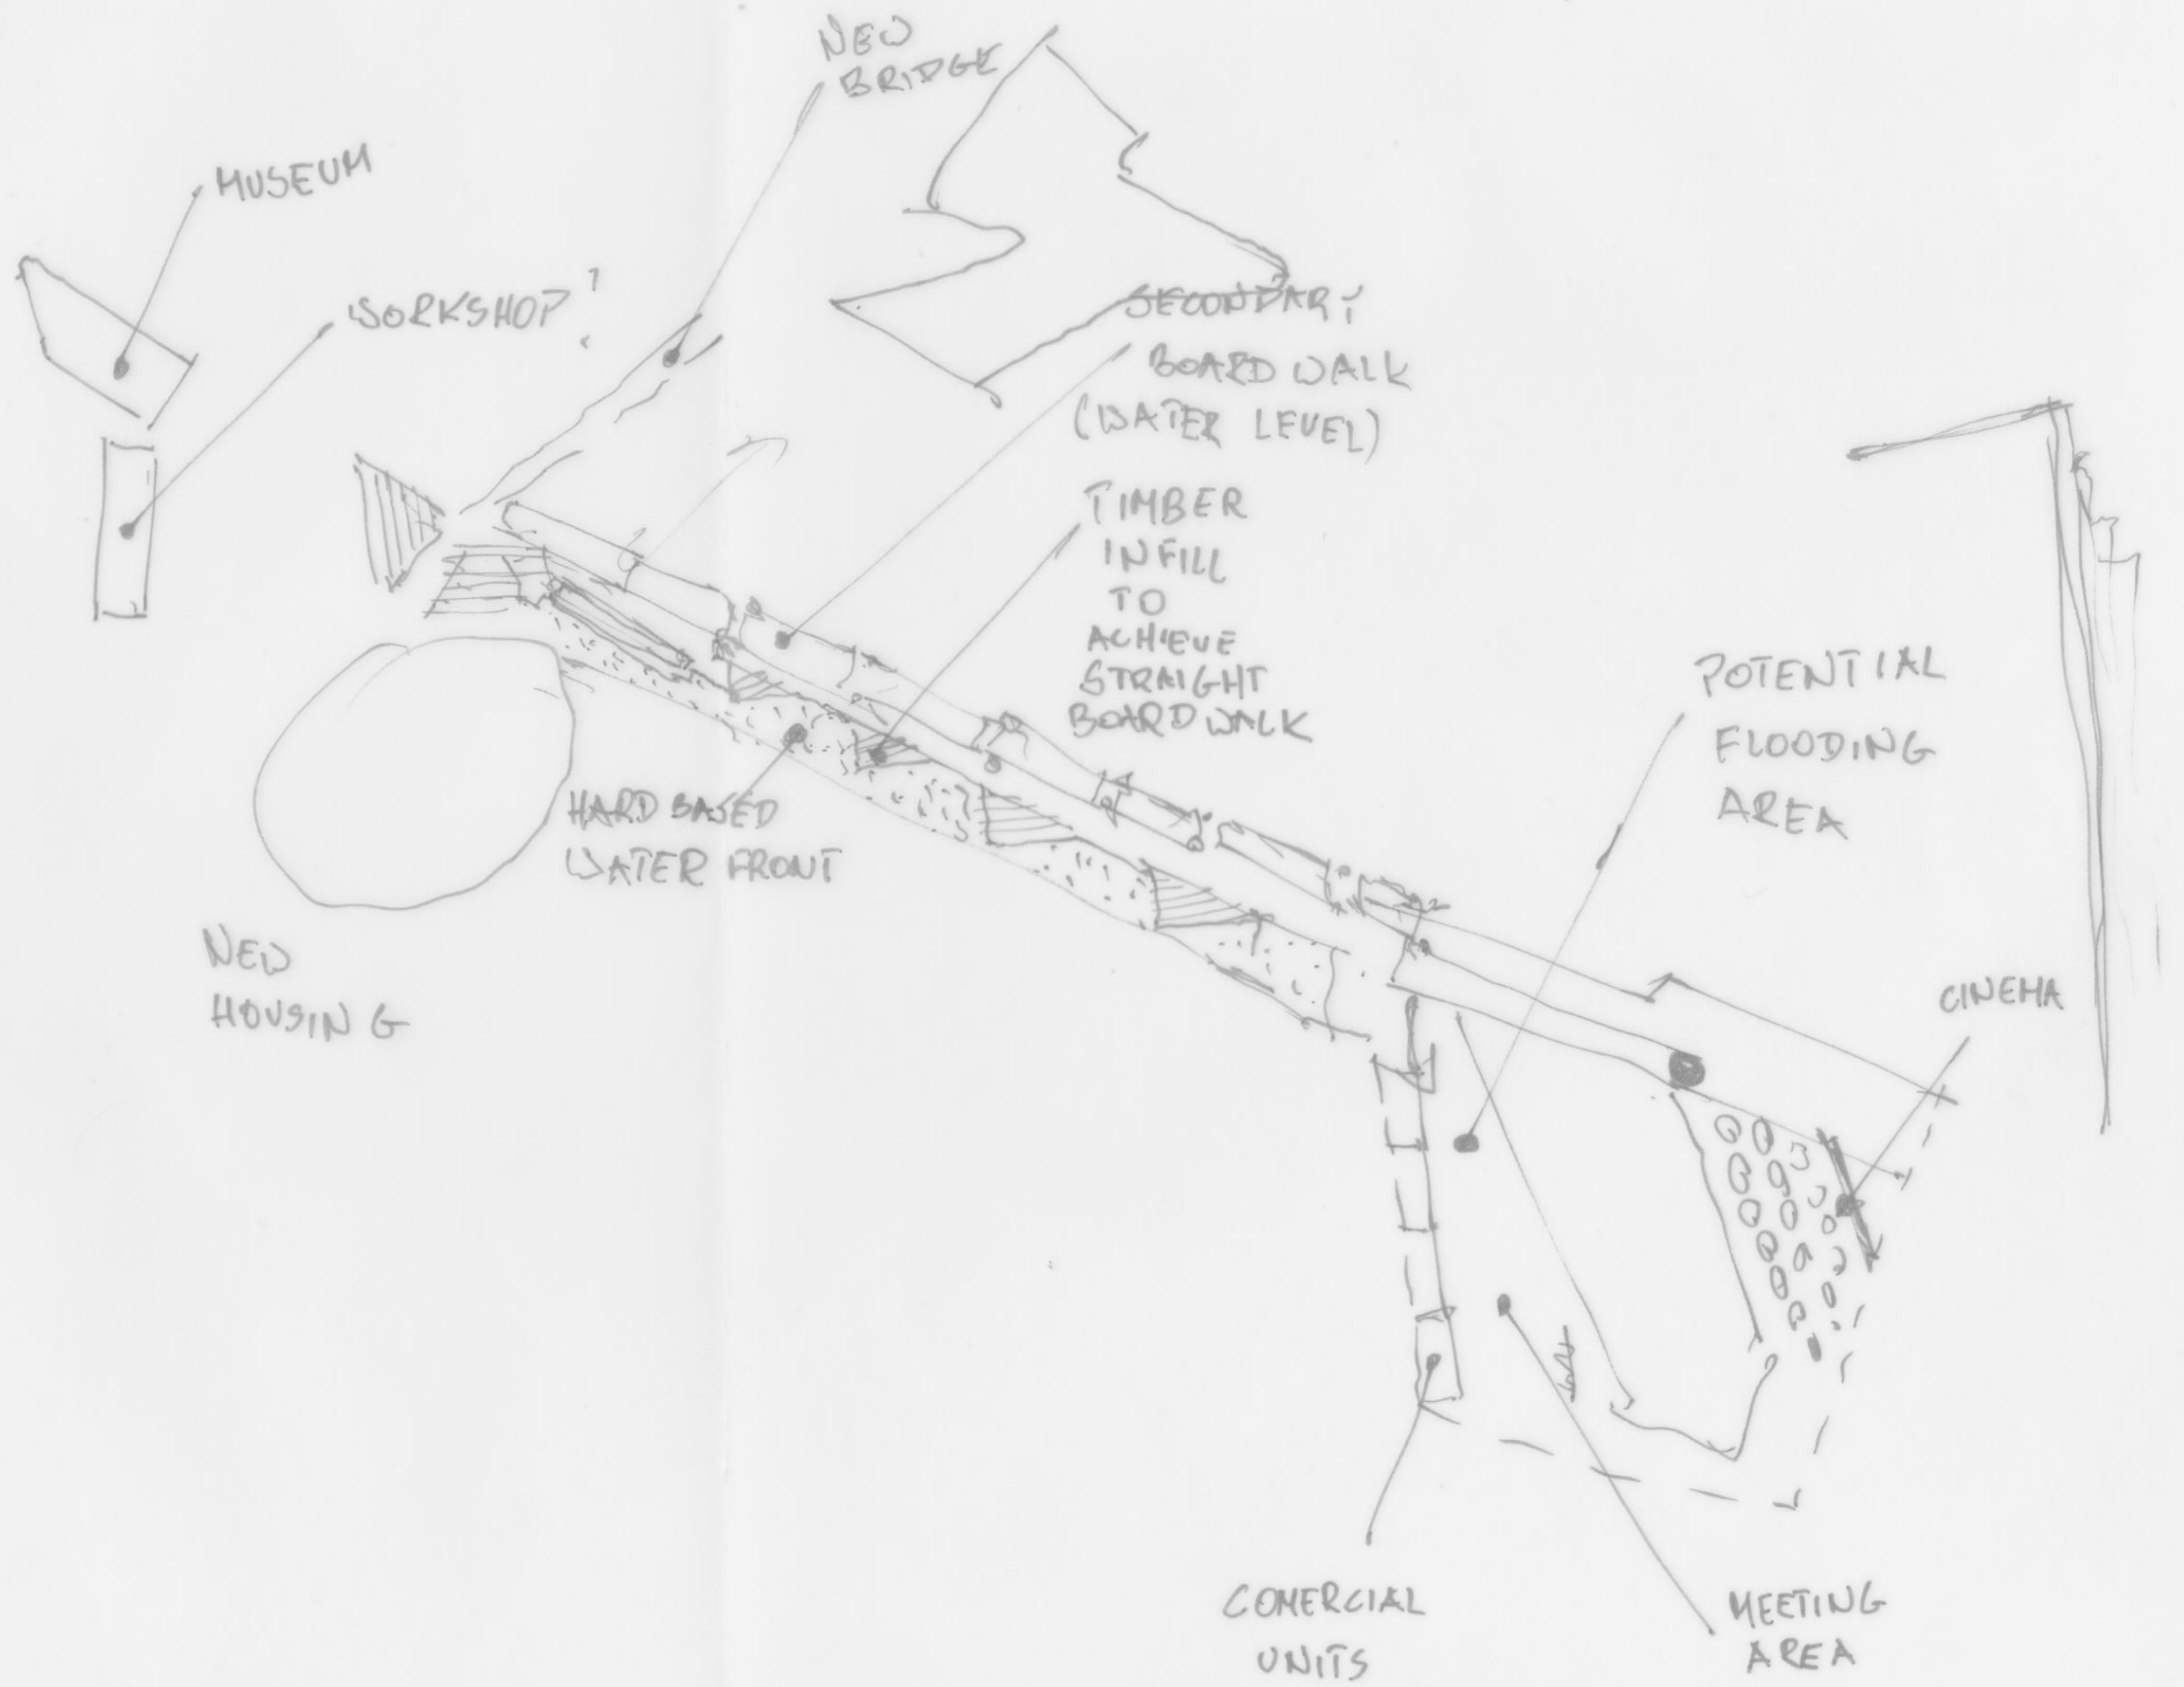 NEW
BRIDGE
MUSEUM
WORKSHOP?
SECONDARY
BOARD WALK
(WATER LEVEL)
TIMBER
INFILL
TO
ACHIEVE
STRAIGHT
BOARDWALK
POTENTIAL
FLOODING
AREA
HARD BASED
WATER FRONT
NEW
HOUSING
CINEMA
COMERCIAL
UNITS
MEETING
AREA